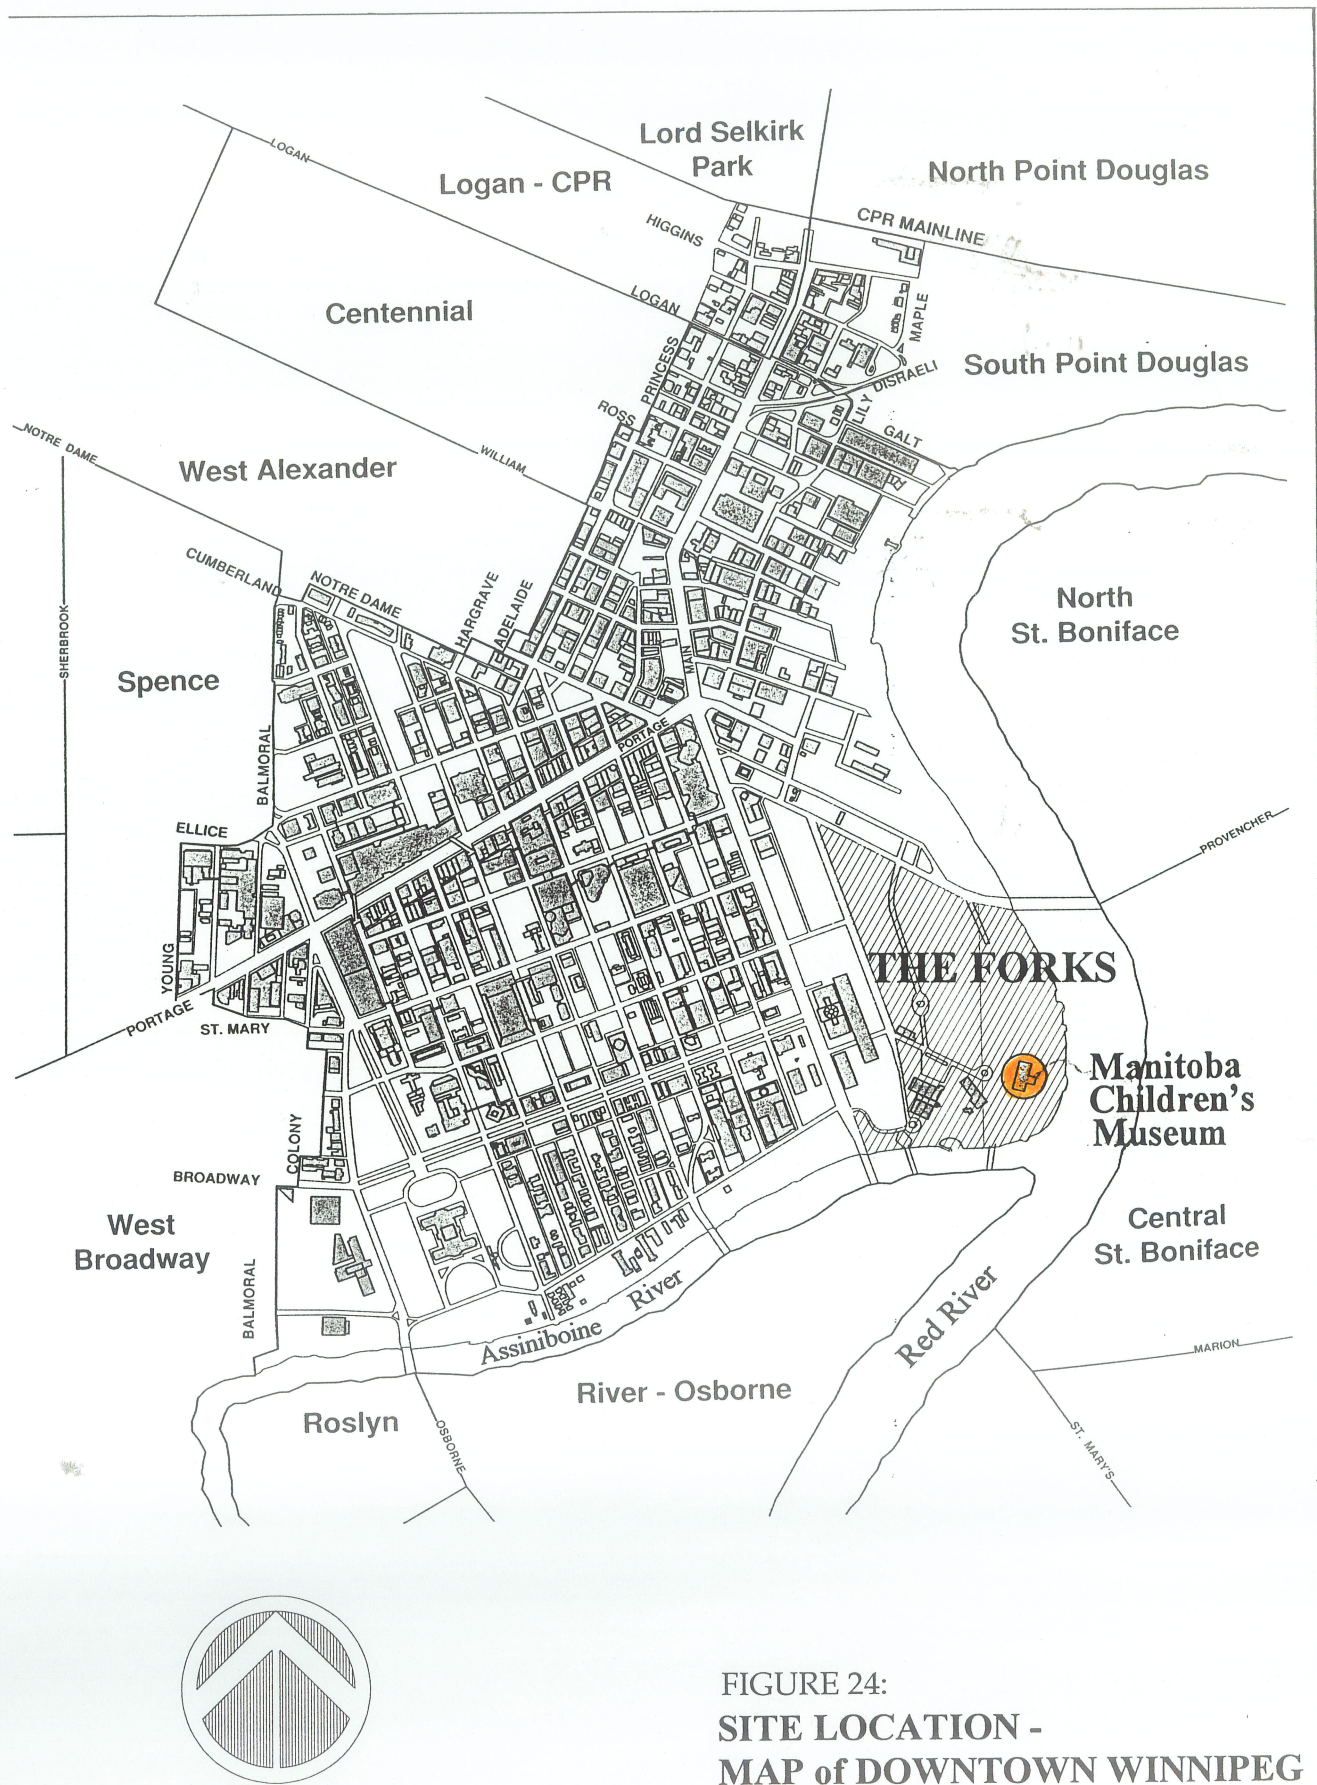 Lord Selkirk
Park
North Point Douglas
LOGAN
Logan - CPR
HIGGINS
CPR MAINLINE
LOGAN
Centennial
MAPLE
PRINCESS
South Point Douglas
DISRAELI
LILY
ROSS
GALT
NOTRE DAME
WILLIAM
West Alexander
CUMBERLAND
NOTRE DAME
HARGRAVE
ADELAIDE
North
St. Boniface
SHERBROOK
MAIN
Spence
PORTAGE
BALMORAL
ELLICE
PROVENCHER
YOUNG
THE FORKS
PORTAGE
ST. MARY
Manitoba
Children's
Museum
COLONY
BROADWAY
West
Broadway
Central
St. Boniface
BALMORAL
Assiniboine River
Red River
MARION
River - Osborne
Roslyn
OSBORNE
ST. MARY'S
FIGURE 24:
SITE LOCATION -
MAP of DOWNTOWN WINNIPEG